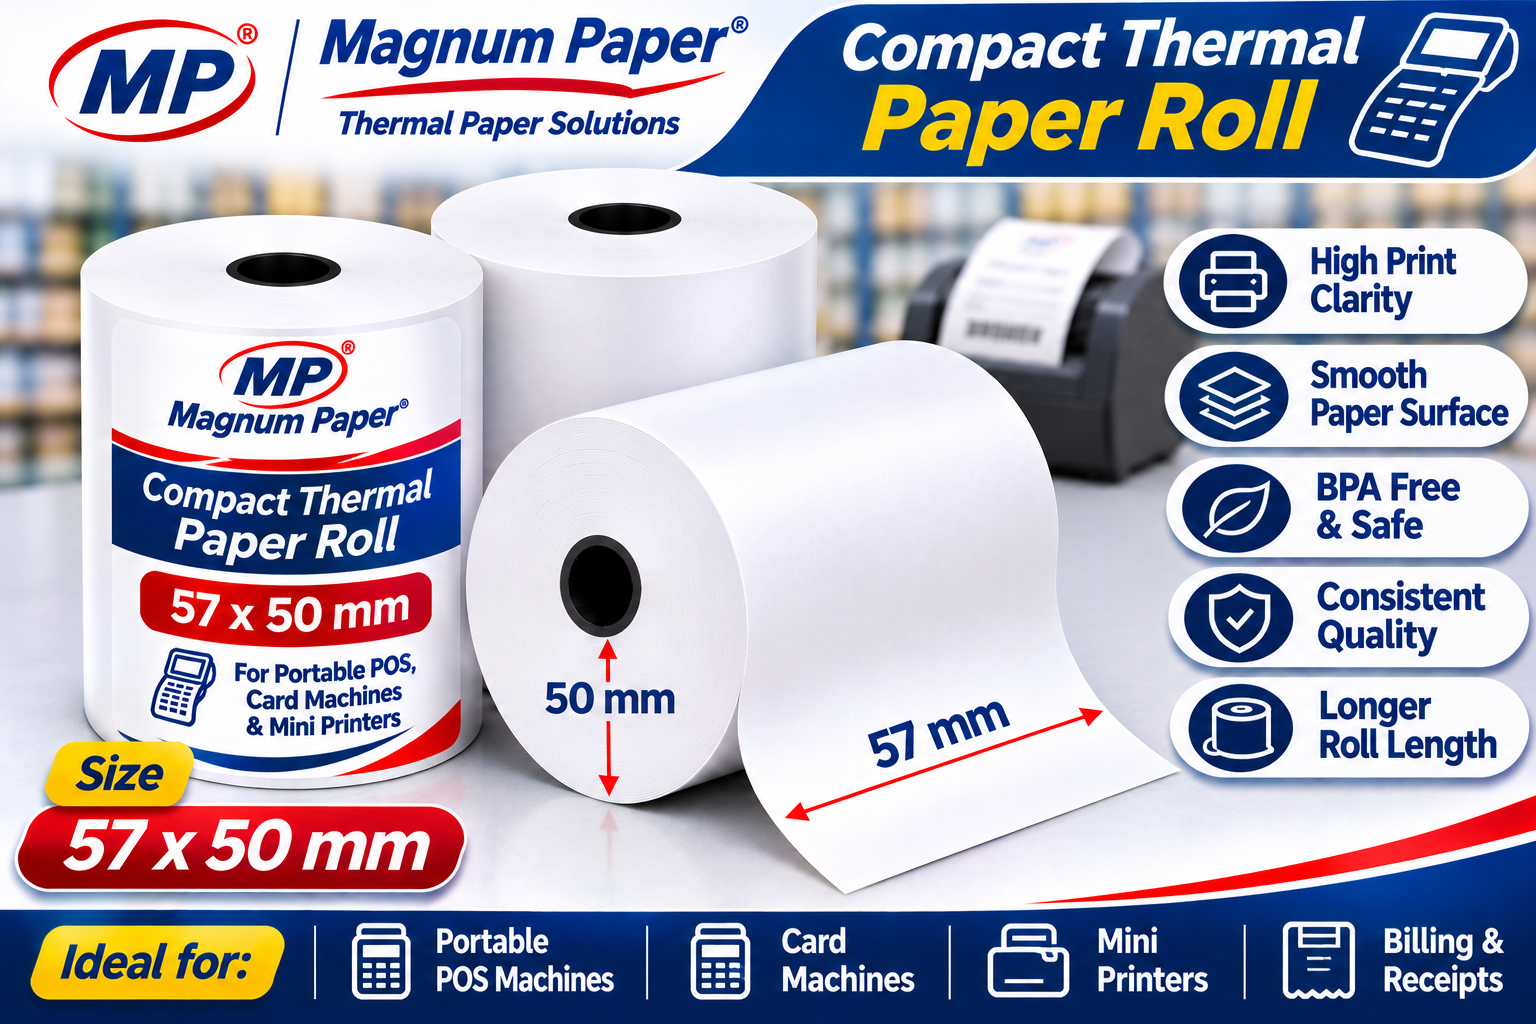 MP®
Magnum Paper®
Thermal Paper Solutions
Compact Thermal
Paper Roll
MP®
Magnum Paper®
Compact Thermal
Paper Roll
57 x 50 mm
For Portable POS,
Card Machines
& Mini Printers
50 mm
57 mm
High Print
Clarity
Smooth
Paper Surface
BPA Free
& Safe
Consistent
Quality
Longer
Roll Length
Size
57 x 50 mm
Ideal for:
Portable
POS Machines
Card
Machines
Mini
Printers
Billing &
Receipts